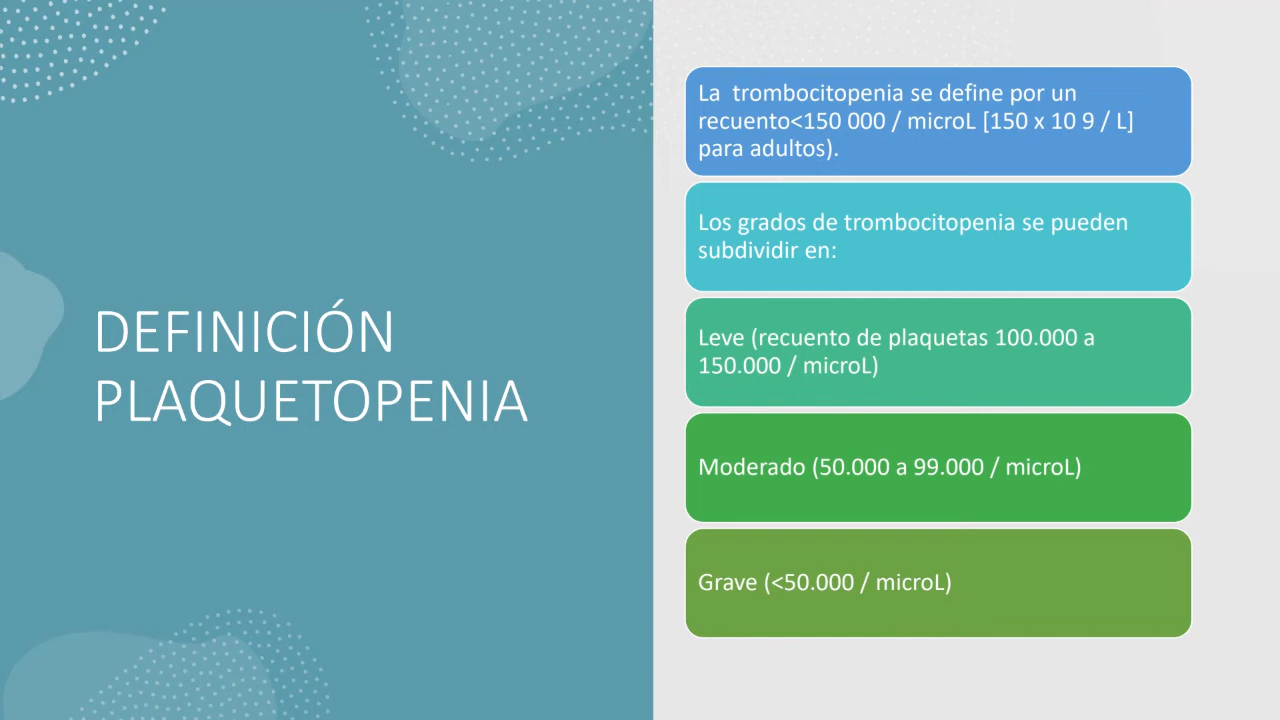 DEFINICIÓN
PLAQUETOPENIA
La  trombocitopenia se define por un
recuento<150 000 / microL [150 x 10 9 / L]
para adultos).
Los grados de trombocitopenia se pueden
subdividir en:
Leve (recuento de plaquetas 100.000 a
150.000 / microL)
Moderado (50.000 a 99.000 / microL)
Grave (<50.000 / microL)